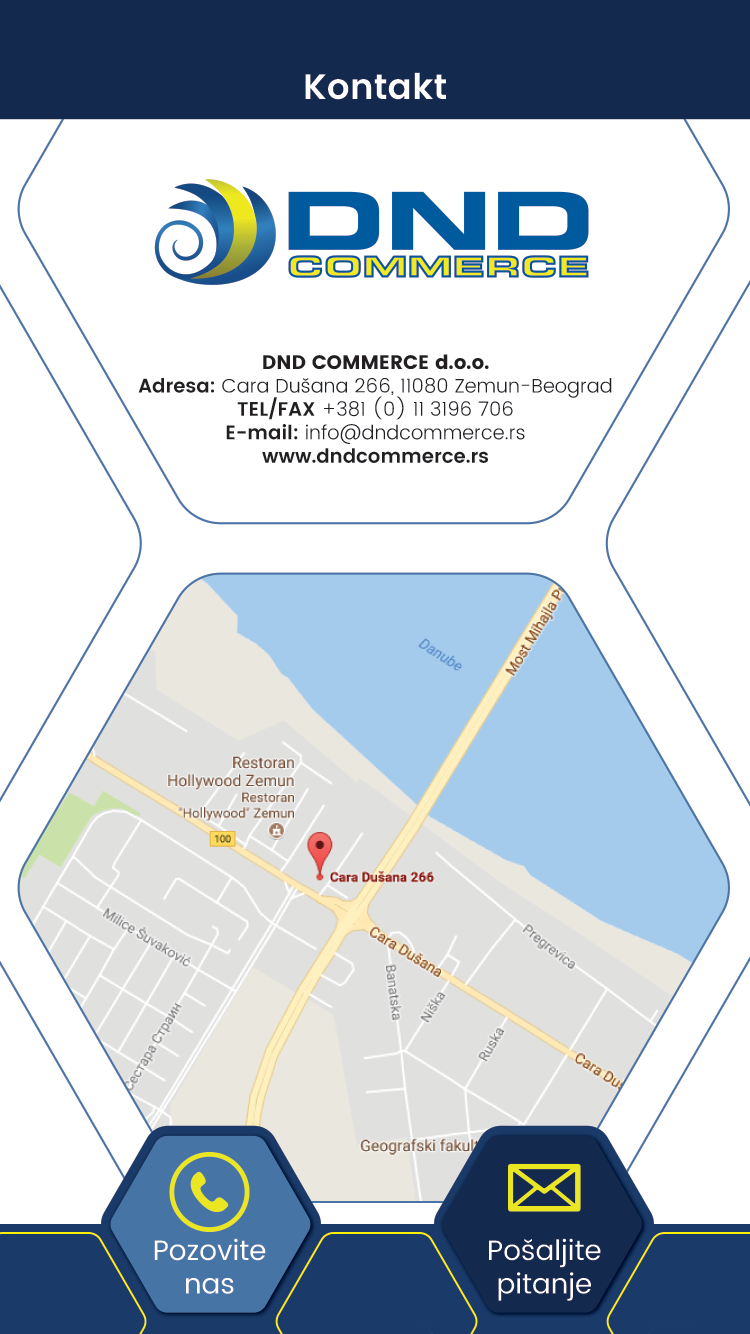 Kontakt
DND
COMMERCE
DND COMMERCE d.o.o.
Adresa: Cara Dušana 266, 11080 Zemun-Beograd
TEL/FAX +381 (0) 11 3196 706
E-mail: info@dndcommerce.rs
www.dndcommerce.rs
Danube
Most Mihajla P
Restoran
Hollywood Zemun
Restoran
"Hollywood" Zemun
100
Cara Dušana 266
Milice Šuvaković
Cara Dušana
Pregrevica
Banatska
Niška
Ruska
Сестара Страин
Cara Du
Geografski fakul
Pozovite
nas
Pošaljite
pitanje